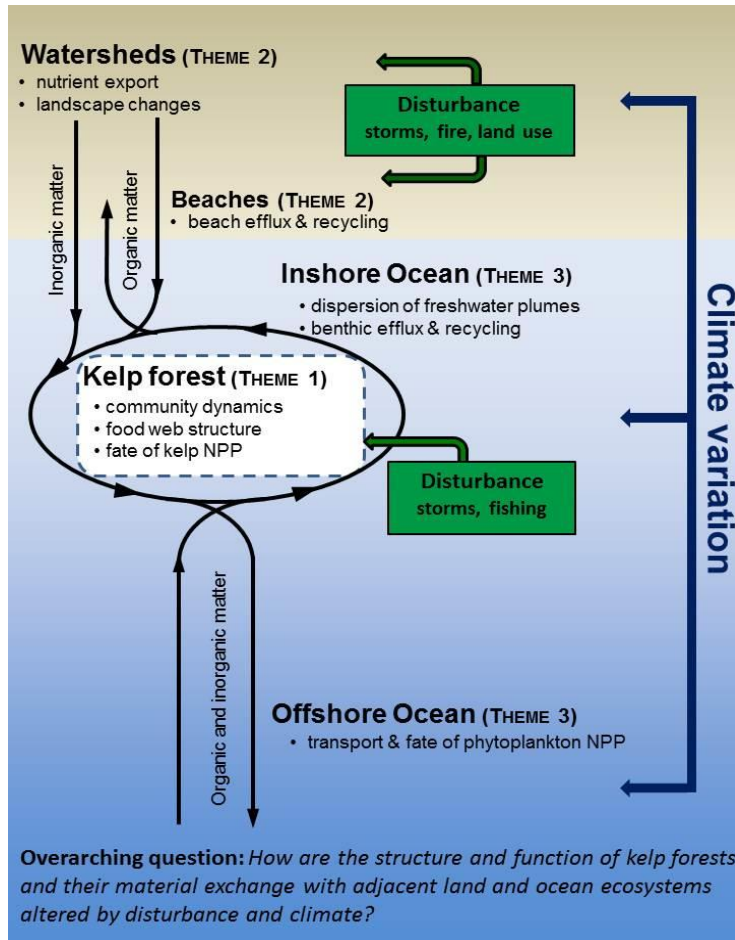 Watersheds (THEME 2)
• nutrient export
• landscape changes
Disturbance
storms, fire, land use
Inorganic matter
Organic matter
Beaches (THEME 2)
• beach efflux & recycling
Inshore Ocean (THEME 3)
• dispersion of freshwater plumes
• benthic efflux & recycling
Climate variation
Kelp forest (THEME 1)
• community dynamics
• food web structure
• fate of kelp NPP
Disturbance
storms, fishing
Organic and inorganic matter
Offshore Ocean (THEME 3)
• transport & fate of phytoplankton NPP
Overarching question: How are the structure and function of kelp forests
and their material exchange with adjacent land and ocean ecosystems
altered by disturbance and climate?